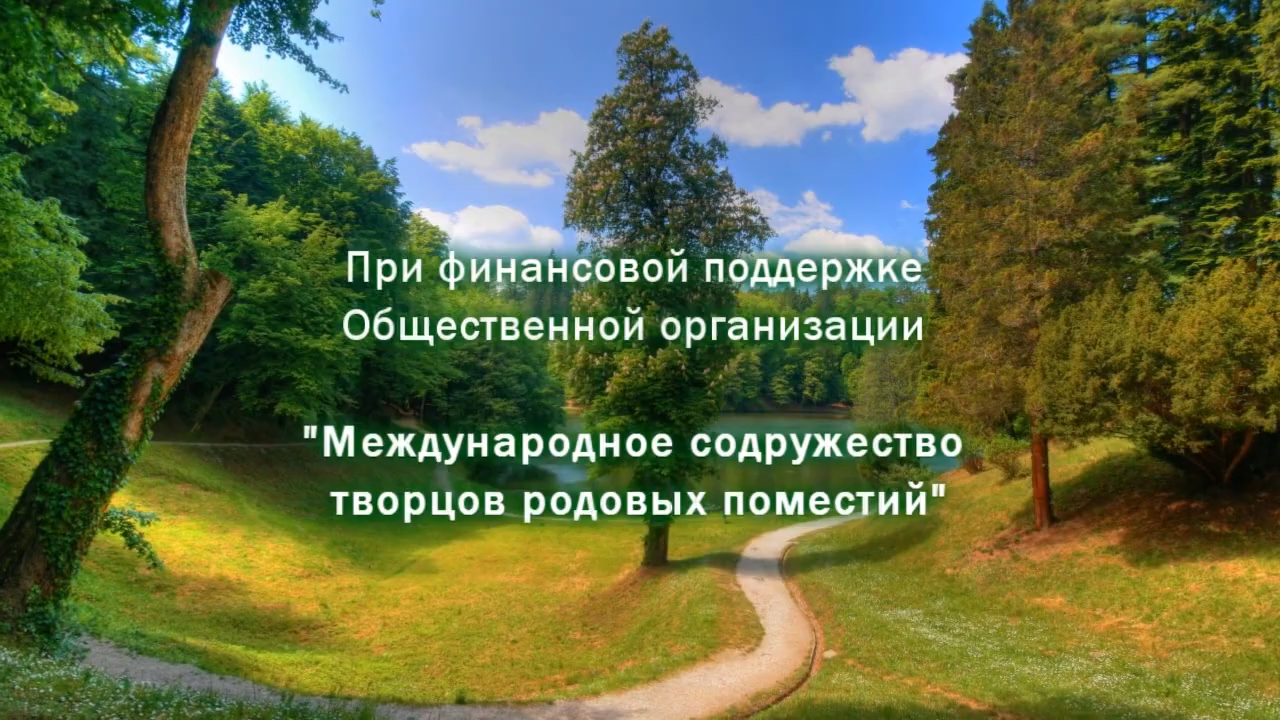 При финансовой поддержке
Общественной организации
"Международное содружество
творцов родовых поместий"